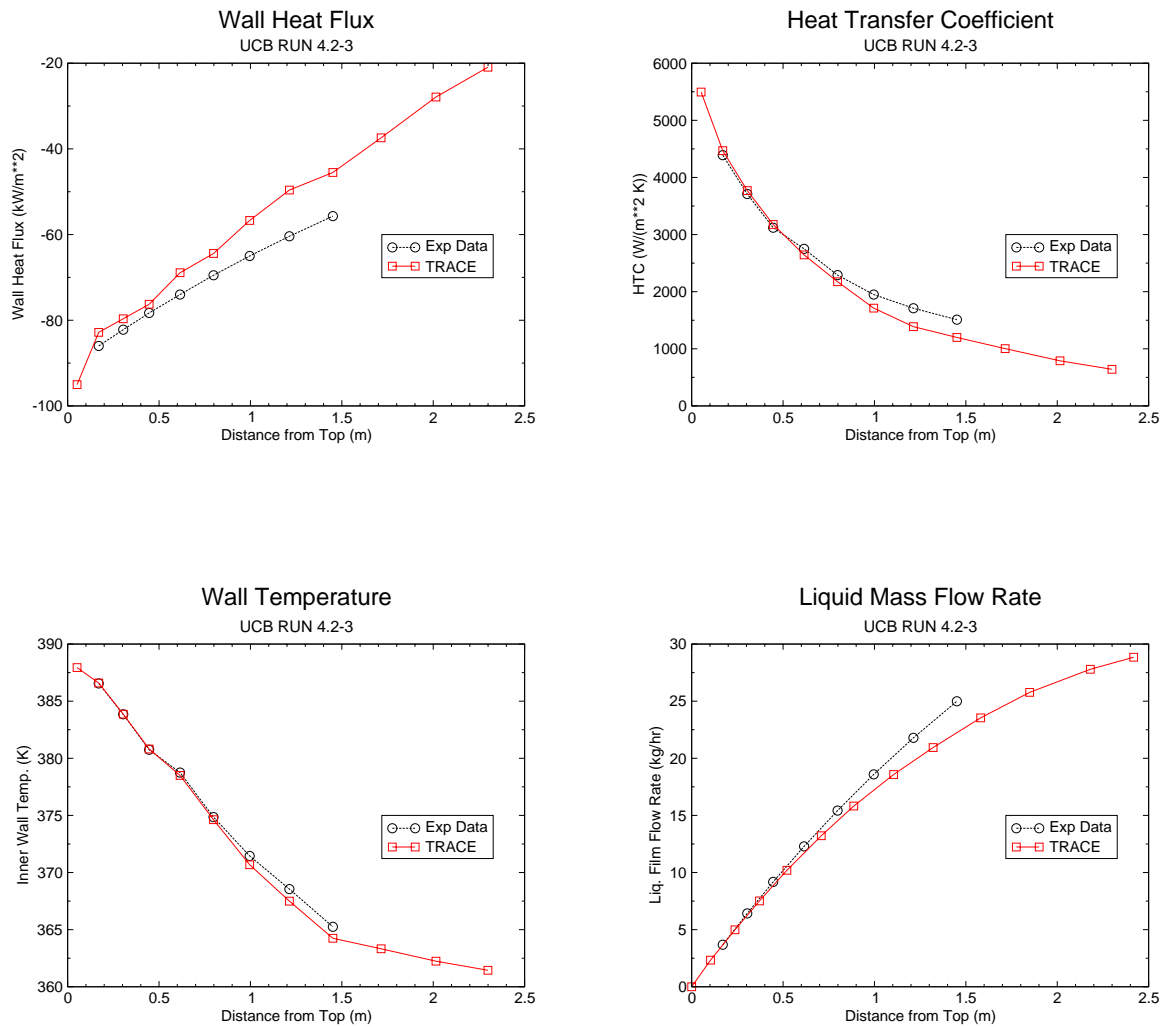 Wall Heat Flux
UCB RUN 4.2-3
-20
-40
-60
-80
-100
Wall Heat Flux (kW/m**2)
Exp Data
TRACE
0 0.5 1 1.5 2 2.5
Distance from Top (m)
Heat Transfer Coefficient
UCB RUN 4.2-3
6000
5000
4000
3000
2000
1000
0
HTC (W/(m**2 K))
Exp Data
TRACE
0 0.5 1 1.5 2 2.5
Distance from Top (m)
Wall Temperature
UCB RUN 4.2-3
390
385
380
375
370
365
360
Inner Wall Temp. (K)
Exp Data
TRACE
0 0.5 1 1.5 2 2.5
Distance from Top (m)
Liquid Mass Flow Rate
UCB RUN 4.2-3
30
25
20
15
10
5
0
Liq. Film Flow Rate (kg/hr)
Exp Data
TRACE
0 0.5 1 1.5 2 2.5
Distance from Top (m)